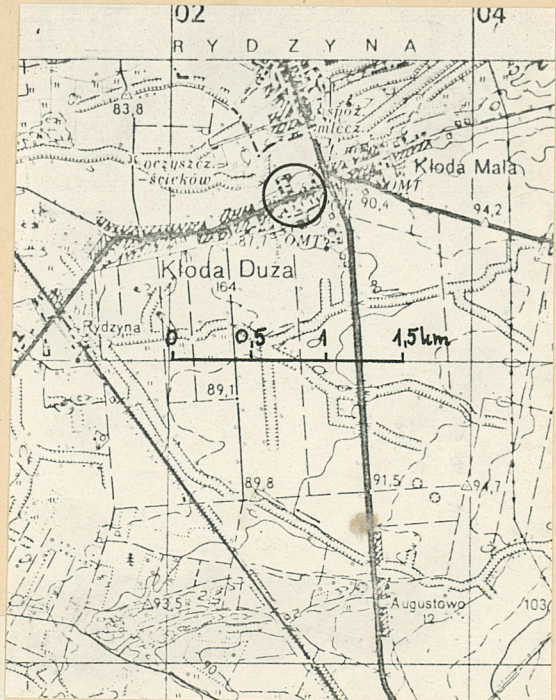 02 04
RYDZYNA
83,8
spoż.
mlecz.
oczyszcz.
ścieków
Kłoda Mała
OMT
90,4
94,2
87,7 OMT
Kłoda Duża
164
Rydzyna
0 0,5 1 1,5km
89,1
89,8
91,5
94,7
Augustowo
12
93,5
103
90